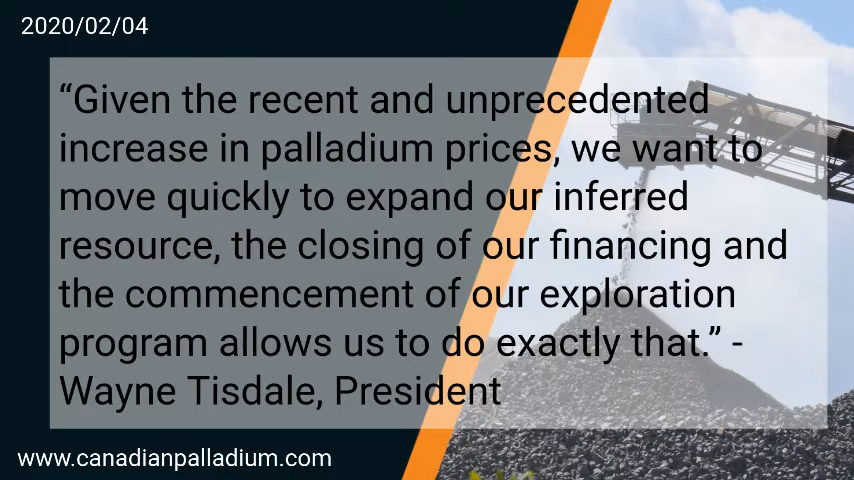 2020/02/04
“Given the recent and unprecedented
increase in palladium prices, we want to
move quickly to expand our inferred
resource, the closing of our financing and
the commencement of our exploration
program allows us to do exactly that.” -
Wayne Tisdale, President
www.canadianpalladium.com